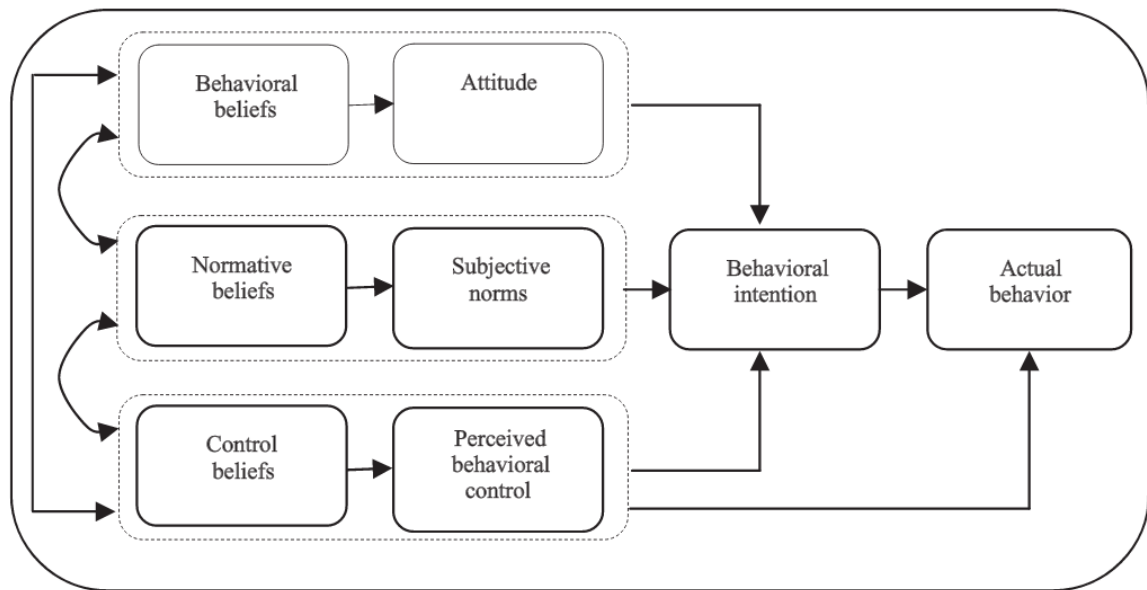 Behavioral
beliefs
Attitude
Normative
beliefs
Subjective
norms
Behavioral
intention
Actual
behavior
Control
beliefs
Perceived
behavioral
control